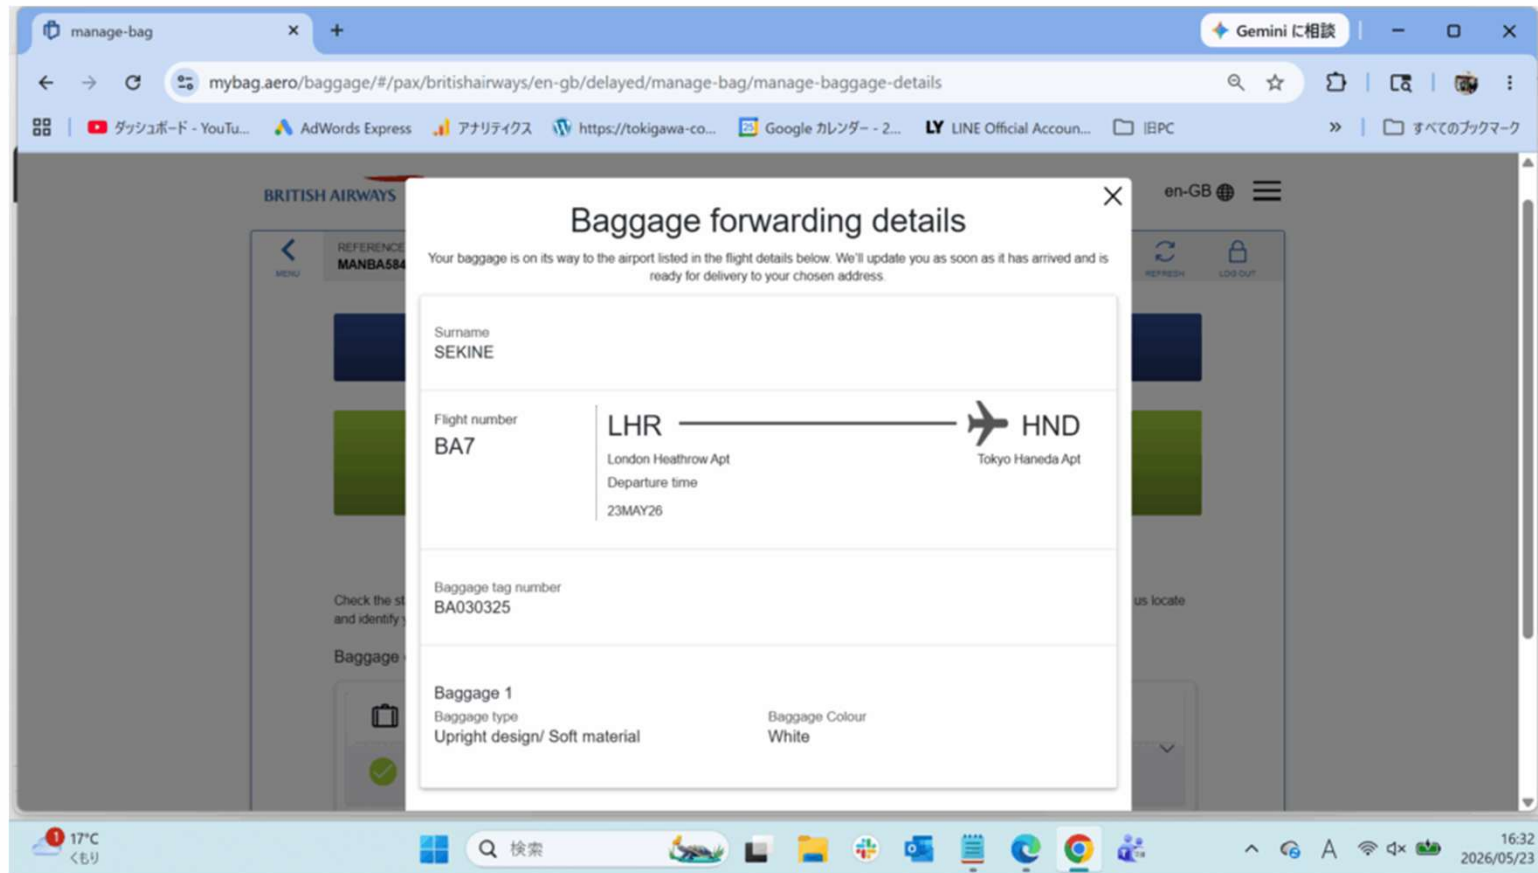 manage-bag
Gemini に相談
mybag.aero/baggage/#/pax/britishairways/en-gb/delayed/manage-bag/manage-baggage-details
ダッシュボード - YouTu...
AdWords Express
アナリティクス
https://tokigawa-co...
Google カレンダー - 2...
LINE Official Accoun...
旧PC
»
すべてのブックマーク
BRITISH AIRWAYS
en-GB
MENU
REFERENCE
MANBA584
REFRESH
LOG OUT
Baggage forwarding details
Your baggage is on its way to the airport listed in the flight details below. We'll update you as soon as it has arrived and is
ready for delivery to your chosen address.
Surname
SEKINE
Flight number
BA7
LHR
HND
London Heathrow Apt
Tokyo Haneda Apt
Departure time
23MAY26
Baggage tag number
BA030325
Check the st
us locate
and identify y
Baggage
Baggage 1
Baggage type
Baggage Colour
Upright design/ Soft material
White
1
17°C
くもり
検索
A
16:32
2026/05/23